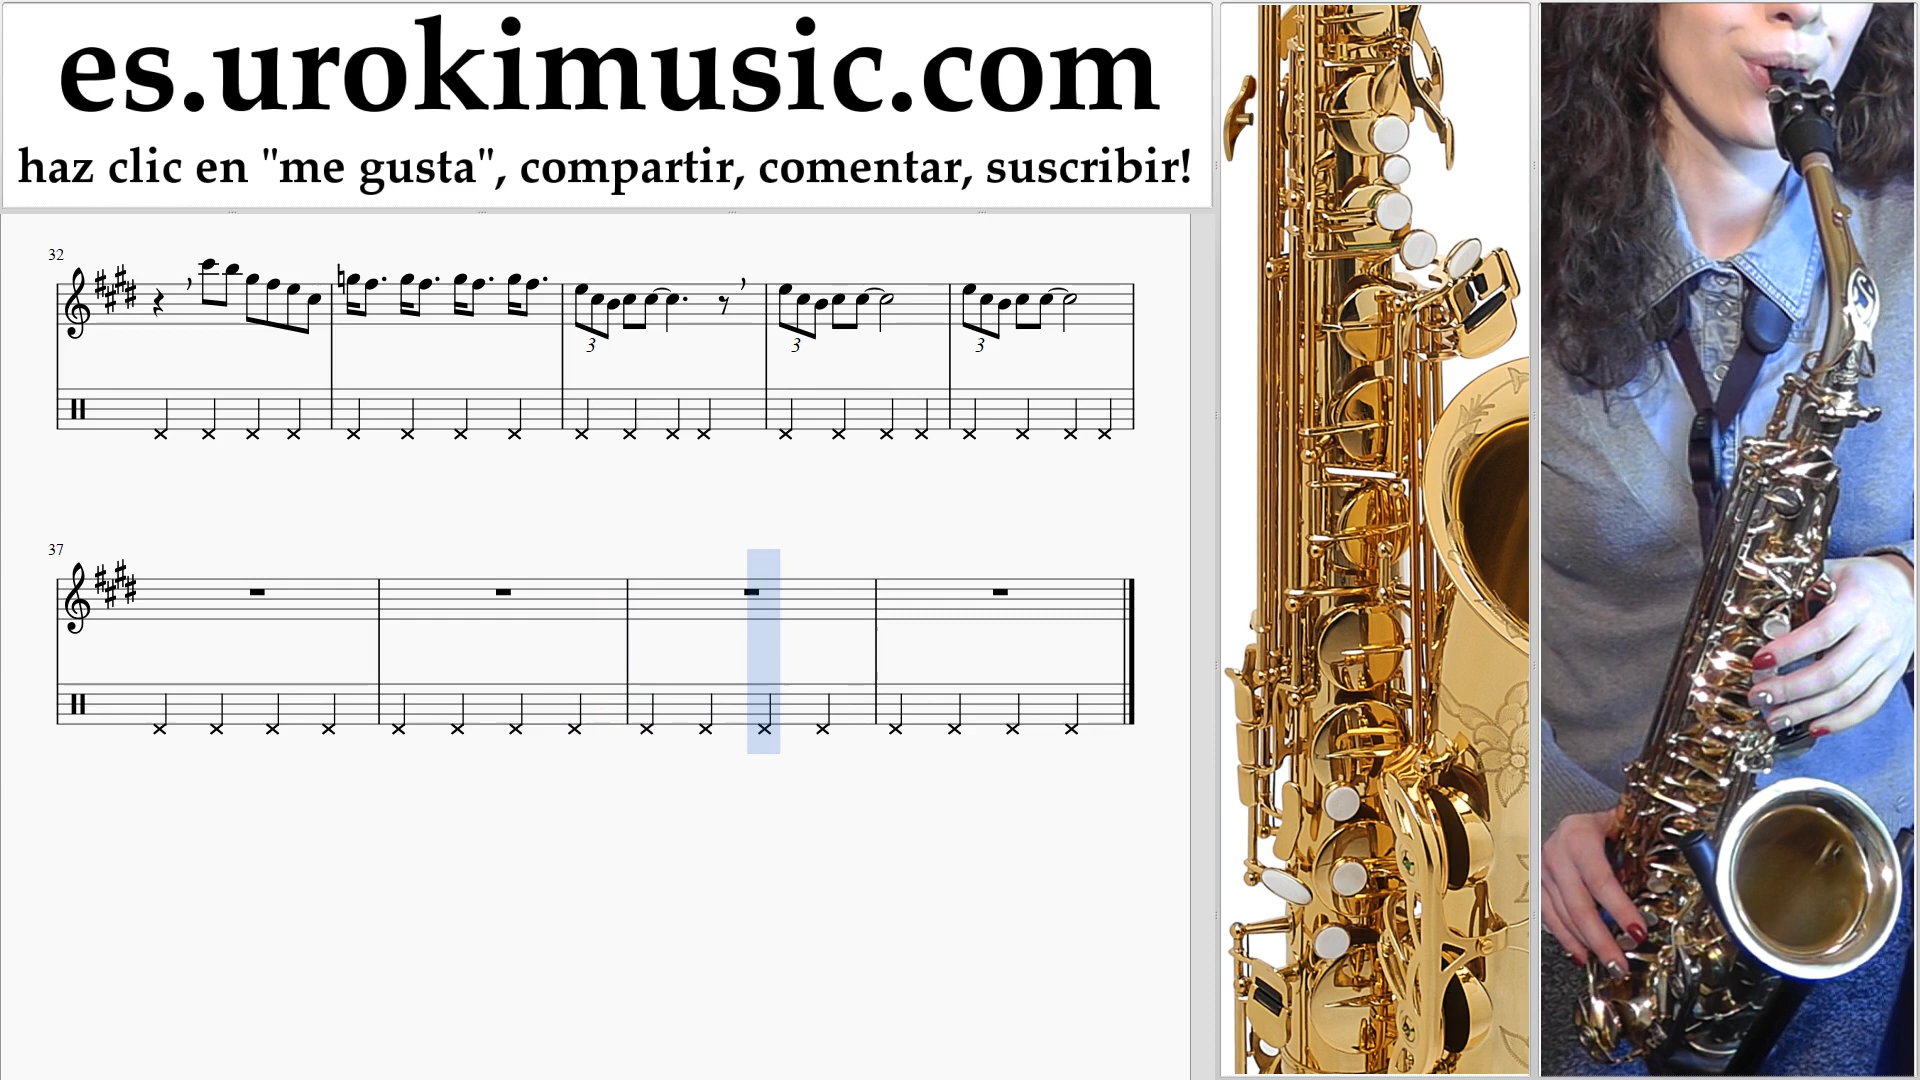 es.urokimusic.com
haz clic en "me gusta", compartir, comentar, suscribir!
32
3
3
3
37